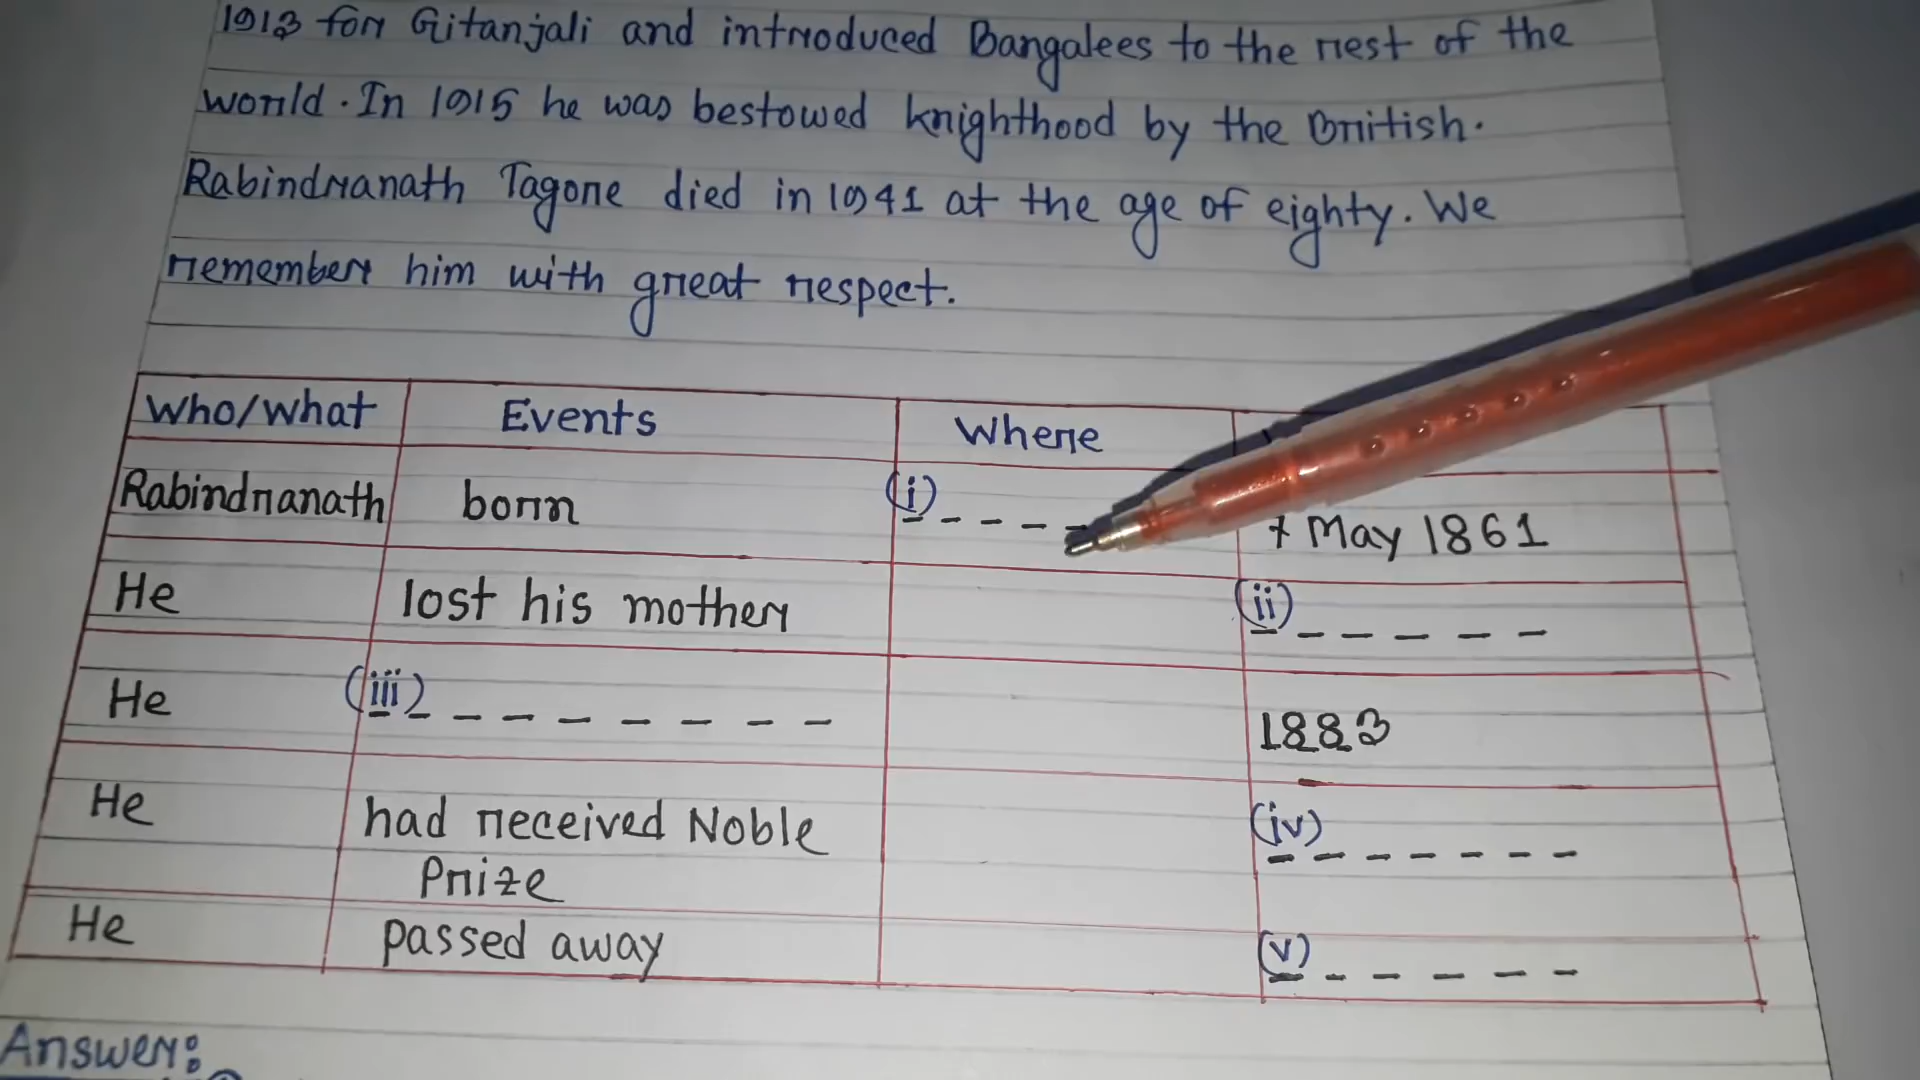 1913 for Gitanjali and introduced Bangalees to the rest of the
world. In 1915 he was bestowed knighthood by the British.
Rabindranath Tagore died in 1941 at the age of eighty. We
remember him with great respect.
Who/What Events Where
Rabindranath born (i) _ _ _ _ _ 7 May 1861
He lost his mother (ii) _ _ _ _ _ _
He (iii) _ _ _ _ _ _ _ _ _ _ 1883
He had received Noble (iv) _ _ _ _ _ _ _
Prize
He passed away (v) _ _ _ _ _ _
Answer: